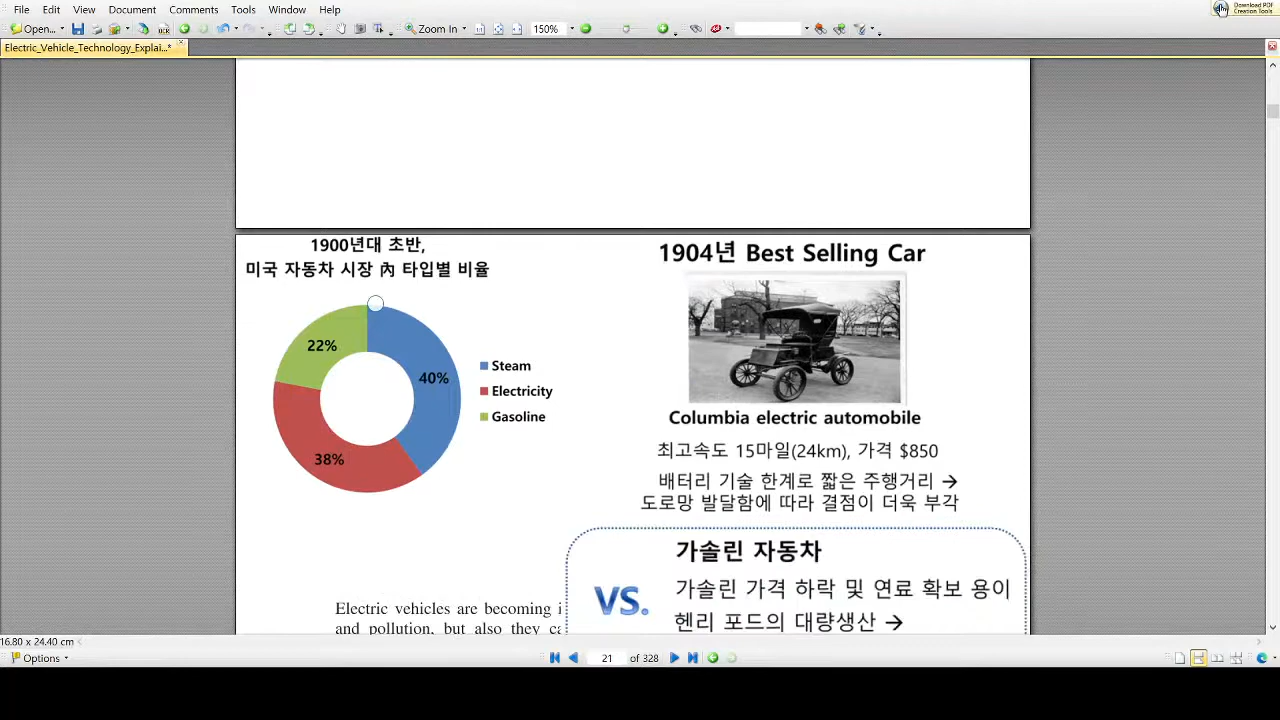 File Edit View Document Comments Tools Window Help
Download PDF
Creation Tools
Open... OCR Zoom In 150%
Electric_Vehicle_Technology_Explai...*
1900년대 초반,
미국 자동차 시장 內 타입별 비율
22%
40%
38%
Steam
Electricity
Gasoline
1904년 Best Selling Car
Columbia electric automobile
최고속도 15마일(24km), 가격 $850
배터리 기술 한계로 짧은 주행거리 →
도로망 발달함에 따라 결점이 더욱 부각
가솔린 자동차
VS.
가솔린 가격 하락 및 연료 확보 용이
헨리 포드의 대량생산 →
Electric vehicles are becoming i
and pollution, but also they ca
16.80 x 24.40 cm
Options 21 of 328